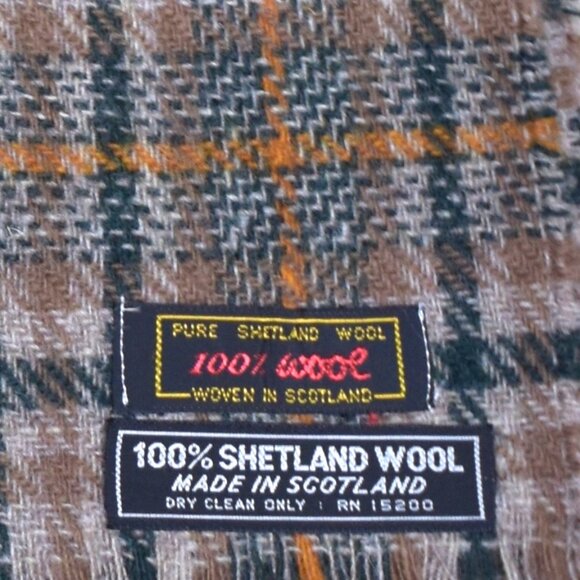 PURE SHETLAND WOOL
100% wool
WOVEN IN SCOTLAND
100% SHETLAND WOOL
MADE IN SCOTLAND
DRY CLEAN ONLY : RN 15200